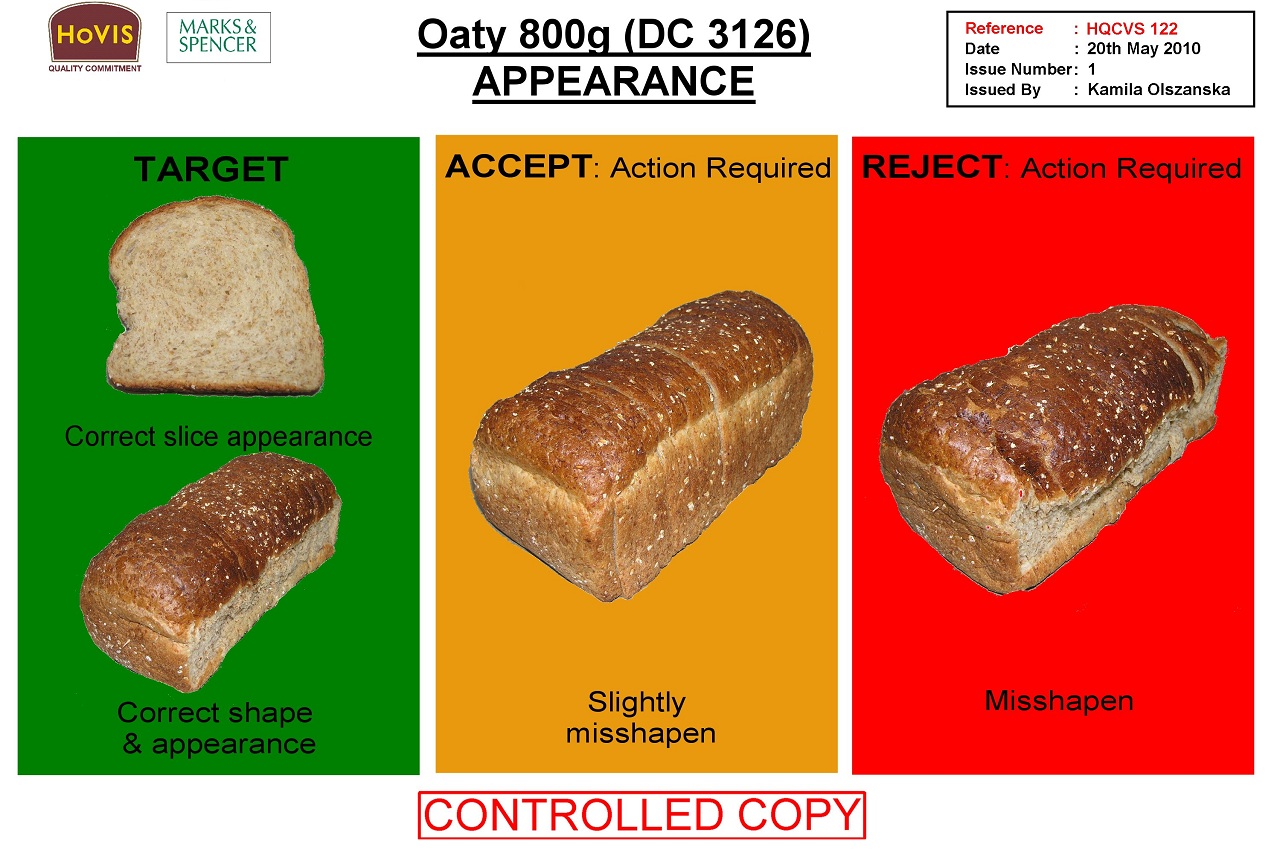 HOVIS
QUALITY COMMITMENT
MARKS &
SPENCER
Oaty 800g (DC 3126)
APPEARANCE
Reference : HQCVS 122
Date : 20th May 2010
Issue Number : 1
Issued By : Kamila Olszanska
TARGET
Correct slice appearance
Correct shape
& appearance
ACCEPT: Action Required
Slightly
misshapen
REJECT: Action Required
Misshapen
CONTROLLED COPY